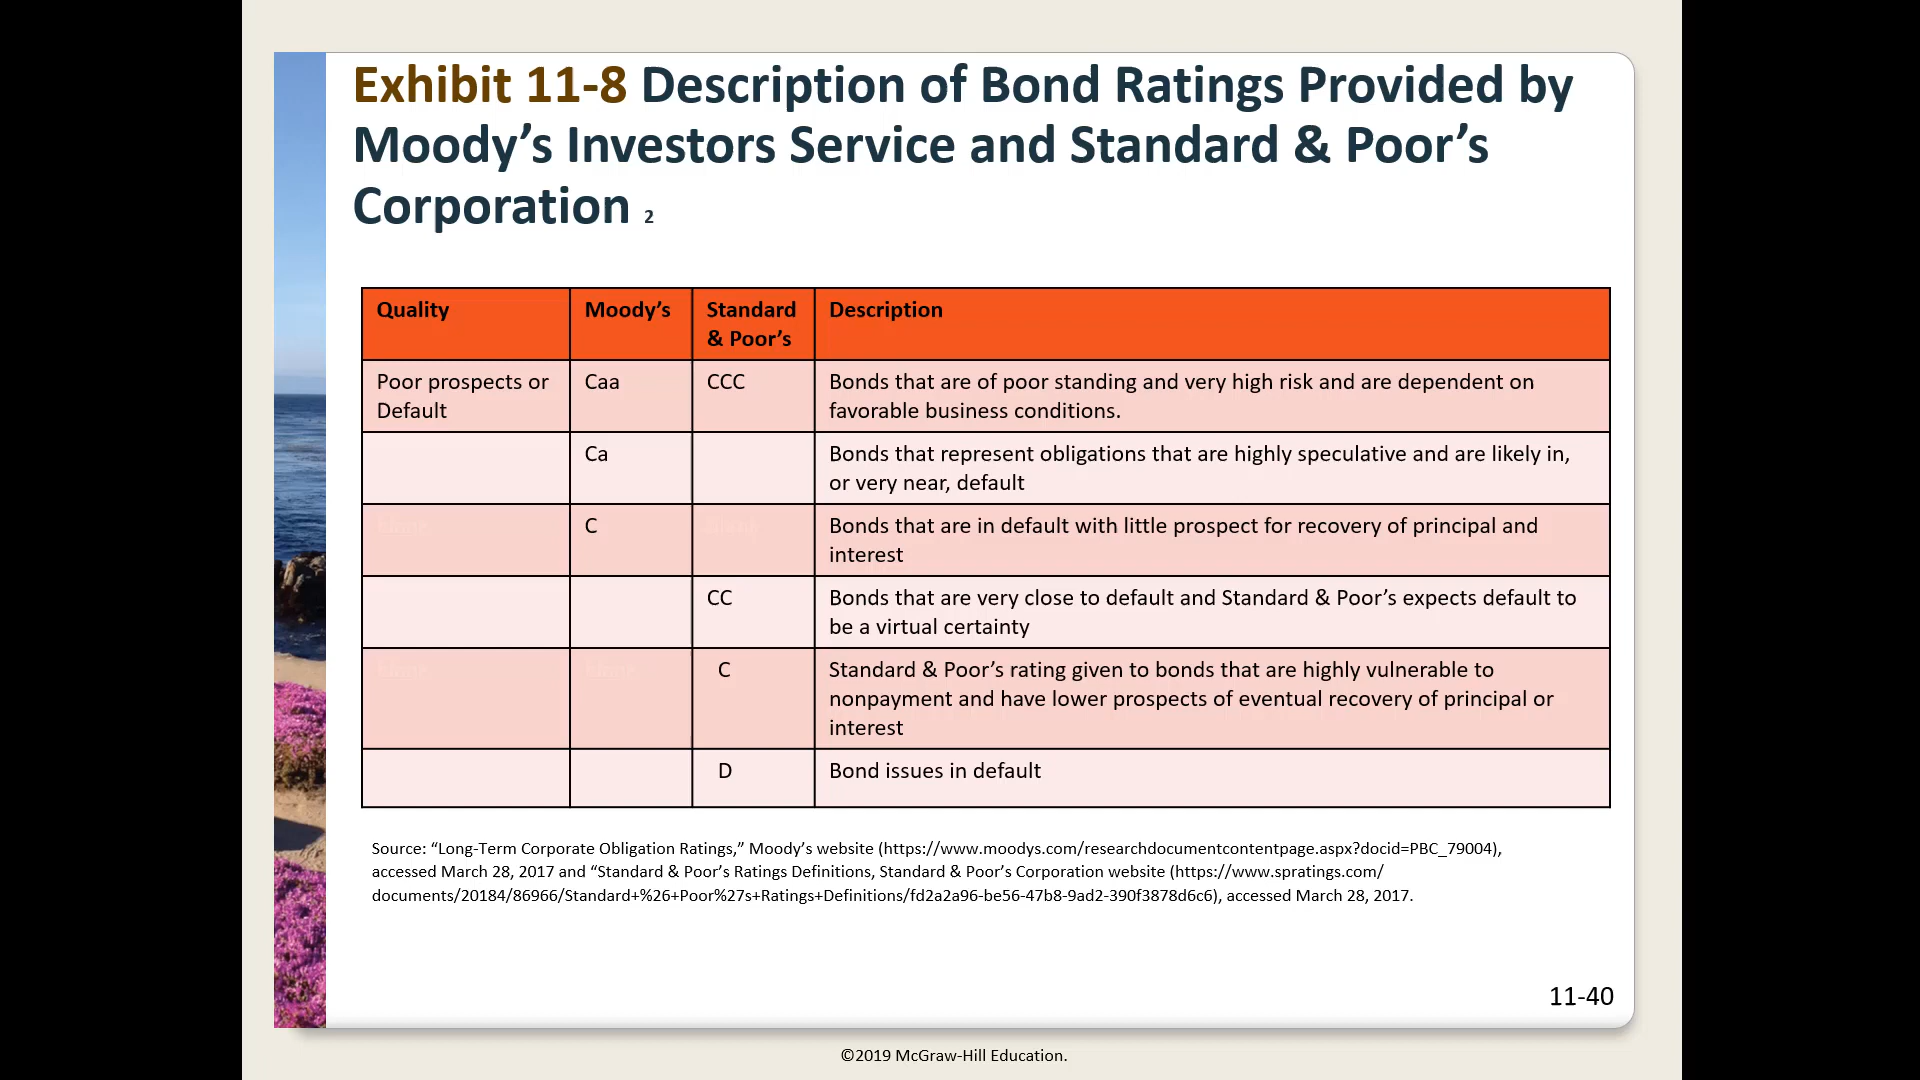 Exhibit 11-8 Description of Bond Ratings Provided by
Moody’s Investors Service and Standard & Poor’s
Corporation 2
Quality
Moody’s
Standard
& Poor’s
Description
Poor prospects or
Default
Caa
CCC
Bonds that are of poor standing and very high risk and are dependent on
favorable business conditions.
Ca
Bonds that represent obligations that are highly speculative and are likely in,
or very near, default
C
Bonds that are in default with little prospect for recovery of principal and
interest
CC
Bonds that are very close to default and Standard & Poor’s expects default to
be a virtual certainty
C
Standard & Poor’s rating given to bonds that are highly vulnerable to
nonpayment and have lower prospects of eventual recovery of principal or
interest
D
Bond issues in default
Source: “Long-Term Corporate Obligation Ratings,” Moody’s website (https://www.moodys.com/researchdocumentcontentpage.aspx?docid=PBC_79004),
accessed March 28, 2017 and “Standard & Poor’s Ratings Definitions, Standard & Poor’s Corporation website (https://www.spratings.com/
documents/20184/86966/Standard+%26+Poor%27s+Ratings+Definitions/fd2a2a96-be56-47b8-9ad2-390f3878d6c6), accessed March 28, 2017.
11-40
©2019 McGraw-Hill Education.